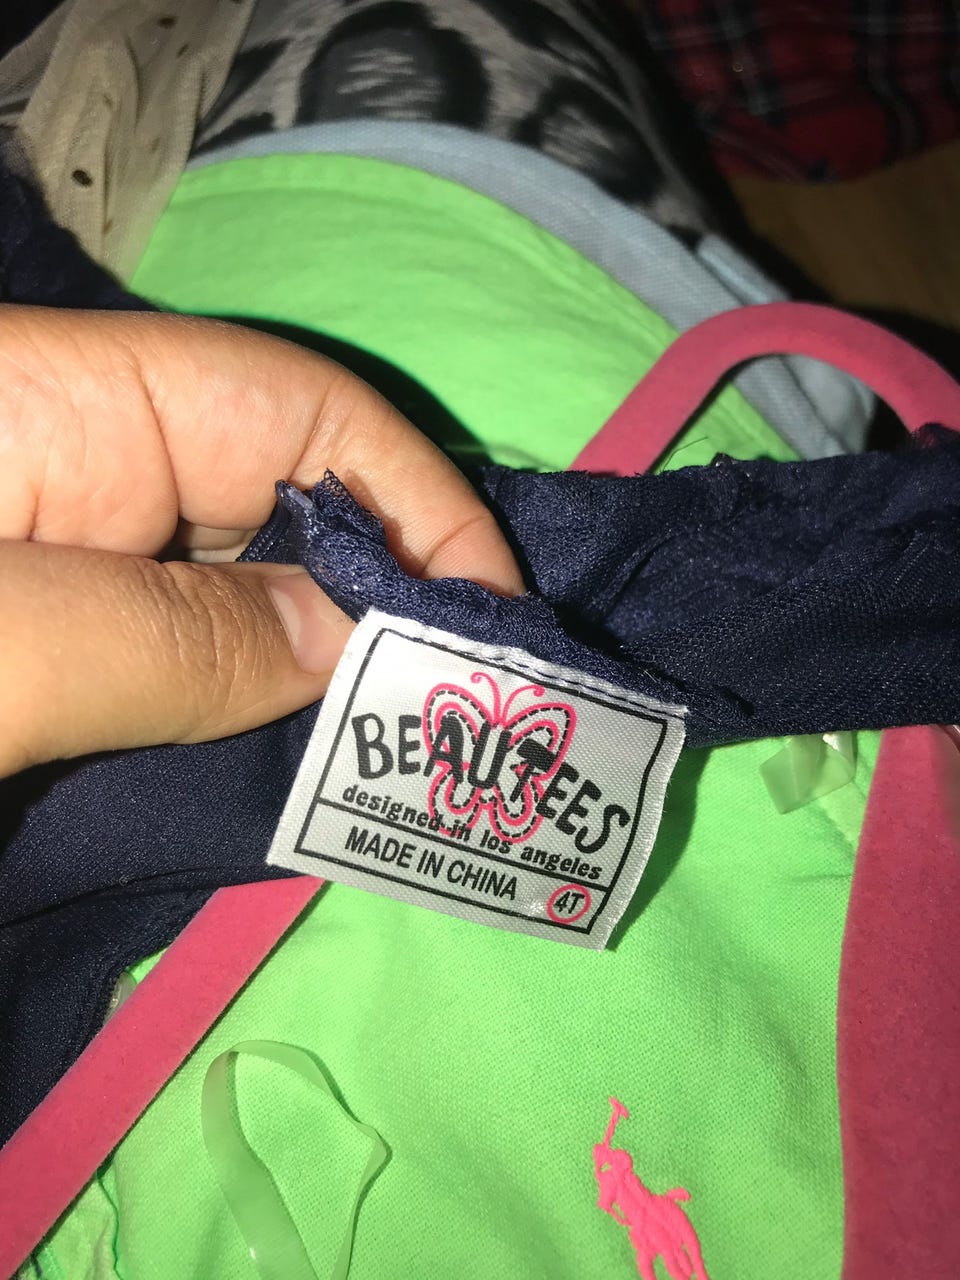 BEAUTEES
designed in los angeles
MADE IN CHINA
4T